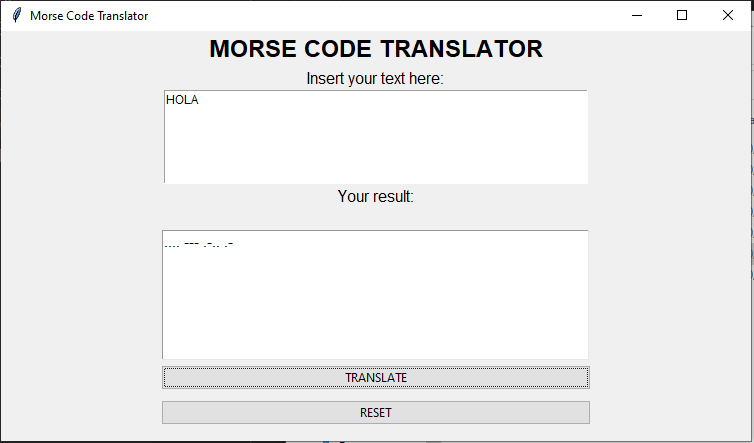 Morse Code Translator
MORSE CODE TRANSLATOR
Insert your text here:
HOLA
Your result:
.... --- .-.. .-
TRANSLATE
RESET